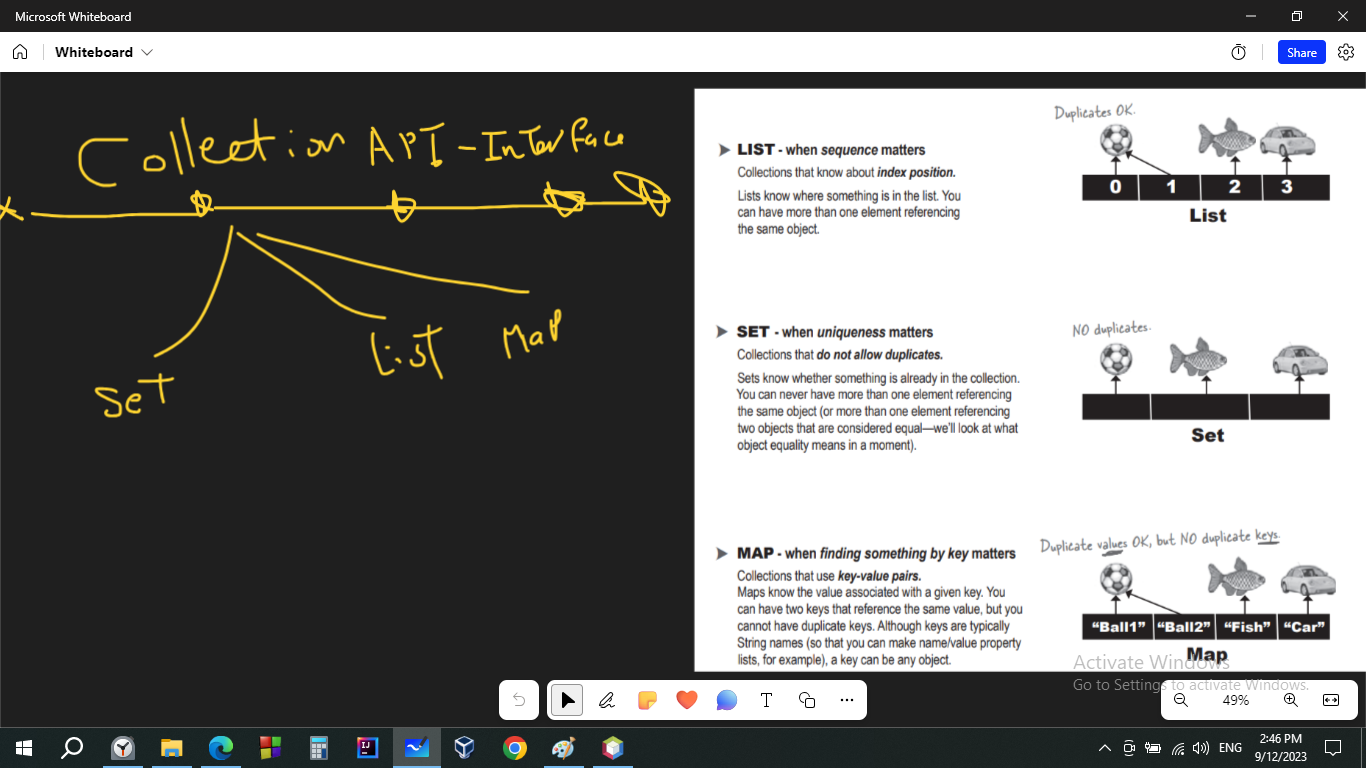 Microsoft Whiteboard
Whiteboard
Share
Collection API - Interface
Set
List
Map
Duplicates OK.
LIST - when sequence matters
Collections that know about index position.
Lists know where something is in the list. You
can have more than one element referencing
the same object.
0 1 2 3
List
SET - when uniqueness matters
NO duplicates.
Collections that do not allow duplicates.
Sets know whether something is already in the collection.
You can never have more than one element referencing
the same object (or more than one element referencing
two objects that are considered equal—we'll look at what
object equality means in a moment).
Set
MAP - when finding something by key matters
Duplicate values OK, but NO duplicate keys.
Collections that use key-value pairs.
Maps know the value associated with a given key. You
can have two keys that reference the same value, but you
cannot have duplicate keys. Although keys are typically
String names (so that you can make name/value property
lists, for example), a key can be any object.
“Ball1” “Ball2” “Fish” “Car”
Map
Activate Windows
Go to Settings to activate Windows.
49%
ENG
2:46 PM
9/12/2023